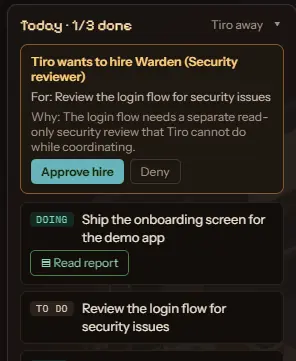 Today · 1/3 done
Tiro away ▼
Tiro wants to hire Warden (Security
reviewer)
For: Review the login flow for security issues
Why: The login flow needs a separate read-
only security review that Tiro cannot do
while coordinating.
Approve hire
Deny
DOING
Ship the onboarding screen for
the demo app
Read report
TO DO
Review the login flow for
security issues